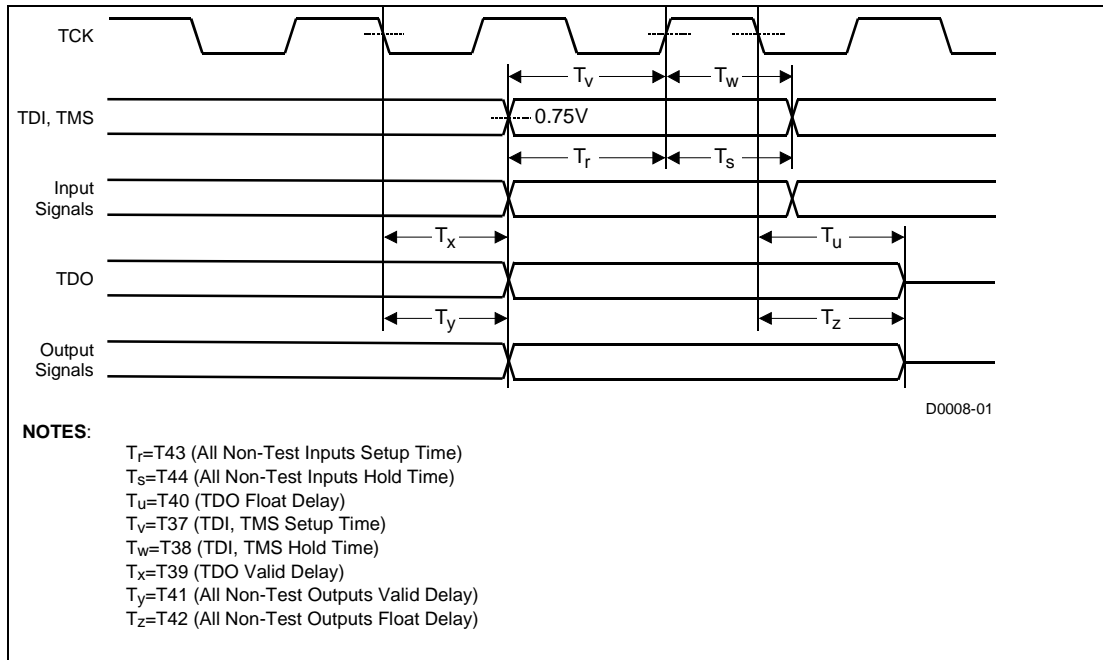 TCK
Tv
Tw
TDI, TMS
0.75V
Tr
Ts
Input
Signals
Tx
Tu
TDO
Ty
Tz
Output
Signals
D0008-01
NOTES:
Tr=T43 (All Non-Test Inputs Setup Time)
Ts=T44 (All Non-Test Inputs Hold Time)
Tu=T40 (TDO Float Delay)
Tv=T37 (TDI, TMS Setup Time)
Tw=T38 (TDI, TMS Hold Time)
Tx=T39 (TDO Valid Delay)
Ty=T41 (All Non-Test Outputs Valid Delay)
Tz=T42 (All Non-Test Outputs Float Delay)